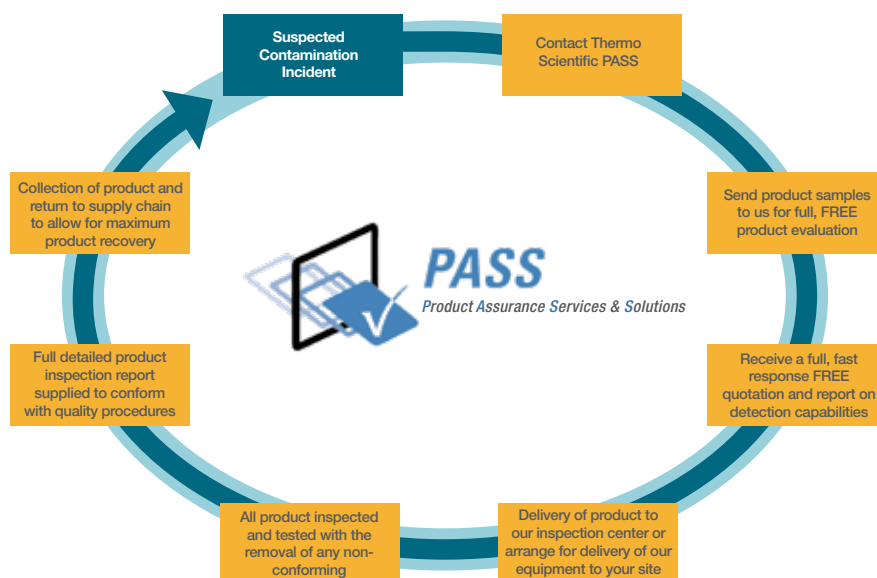 Suspected
Contamination
Incident
Contact Thermo
Scientific PASS
Send product samples
to us for full, FREE
product evaluation
Receive a full, fast
response FREE
quotation and report on
detection capabilities
Delivery of product to
our inspection center or
arrange for delivery of our
equipment to your site
All product inspected
and tested with the
removal of any non-
conforming
Full detailed product
inspection report
supplied to conform
with quality procedures
Collection of product and
return to supply chain
to allow for maximum
product recovery
PASS
Product Assurance Services & Solutions